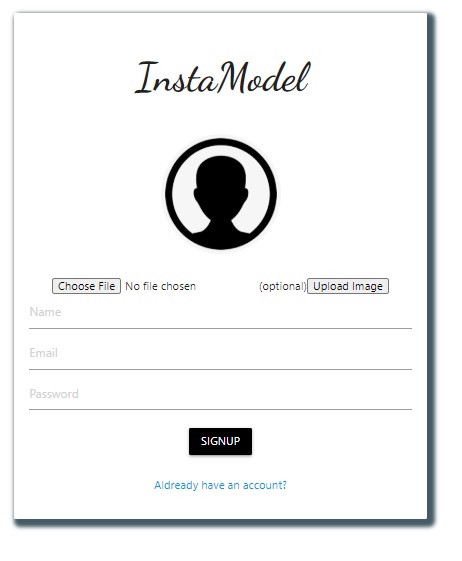 InstaModel
Choose File No file chosen (optional) Upload Image
Name
Email
Password
SIGNUP
Aldready have an account?